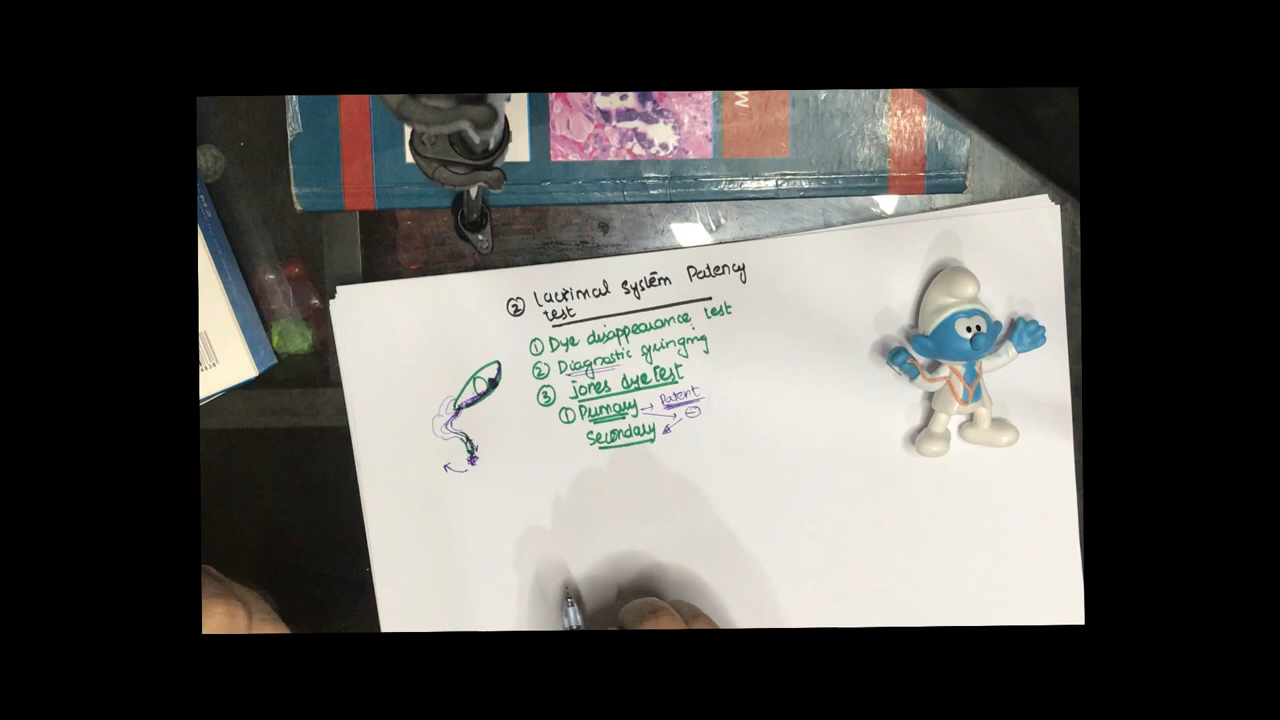 ② Lacrimal System Patency
test
① Dye disappearance test
② Diagnostic syringing
③ Jones dye test
① Primary → Patent
⊖
Secondary
M